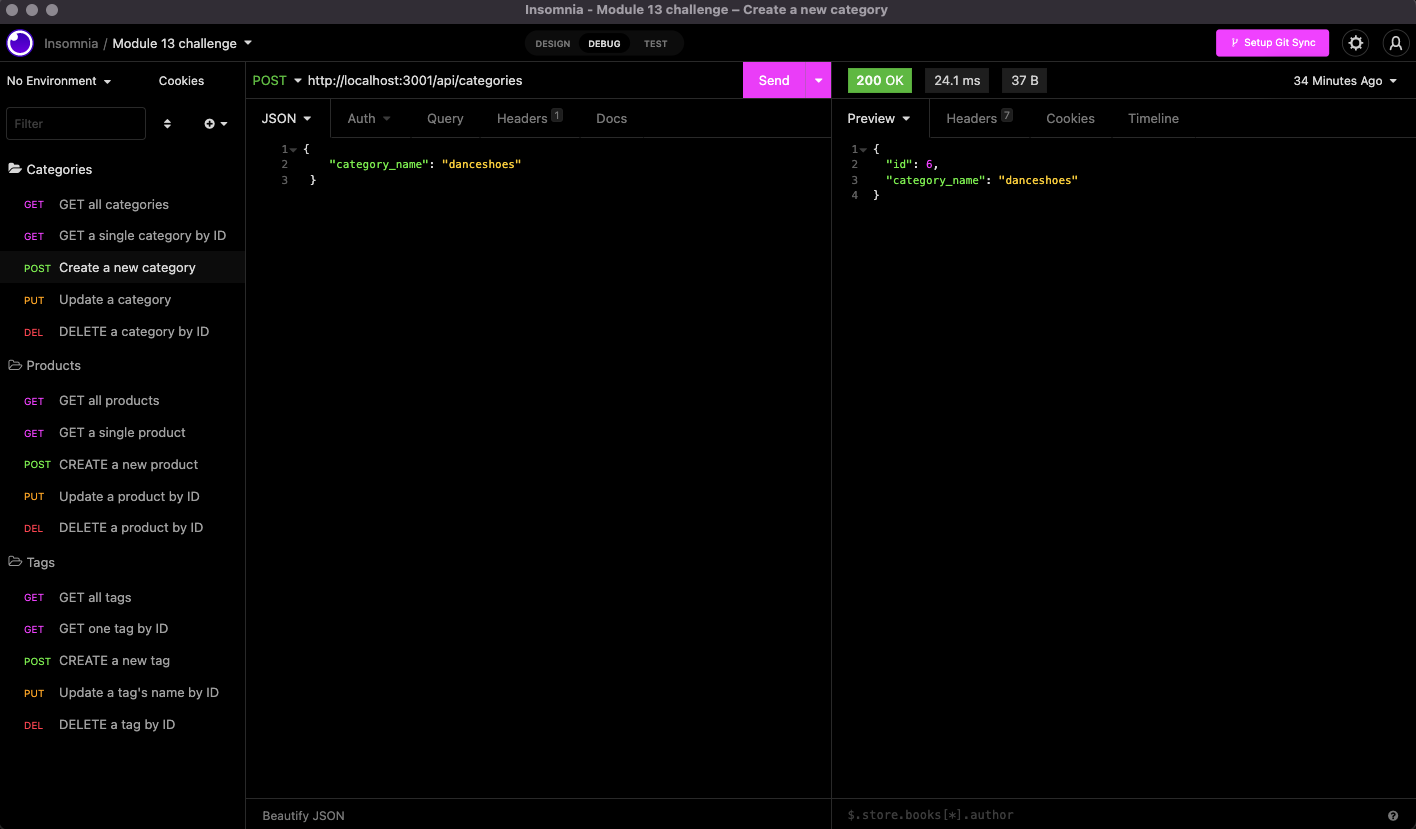 Insomnia - Module 13 challenge – Create a new category
Insomnia / Module 13 challenge
DESIGN DEBUG TEST
Setup Git Sync
No Environment Cookies
Filter
Categories
GET GET all categories
GET GET a single category by ID
POST Create a new category
PUT Update a category
DEL DELETE a category by ID
Products
GET GET all products
GET GET a single product
POST CREATE a new product
PUT Update a product by ID
DEL DELETE a product by ID
Tags
GET GET all tags
GET GET one tag by ID
POST CREATE a new tag
PUT Update a tag's name by ID
DEL DELETE a tag by ID
POST http://localhost:3001/api/categories Send
JSON Auth Query Headers 1 Docs
1 {
2 "category_name": "danceshoes"
3 }
Beautify JSON
200 OK 24.1 ms 37 B 34 Minutes Ago
Preview Headers 7 Cookies Timeline
1 {
2 "id": 6,
3 "category_name": "danceshoes"
4 }
$.store.books[*].author